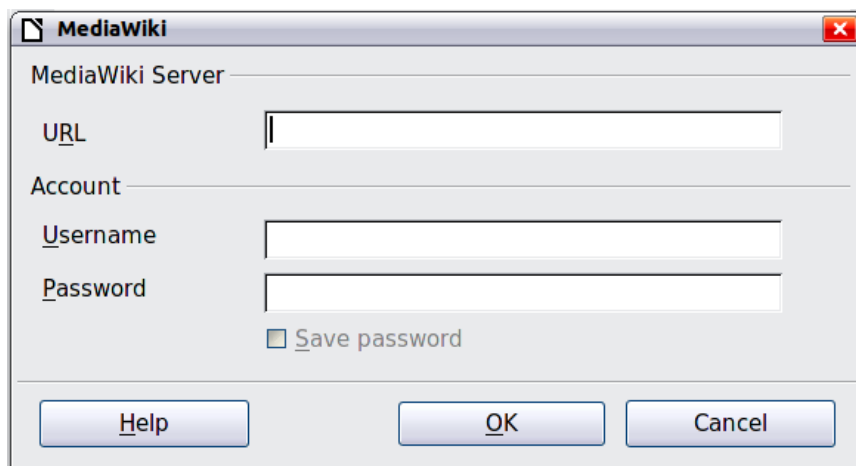 MediaWiki
MediaWiki Server
URL
Account
Username
Password
Save password
Help OK Cancel